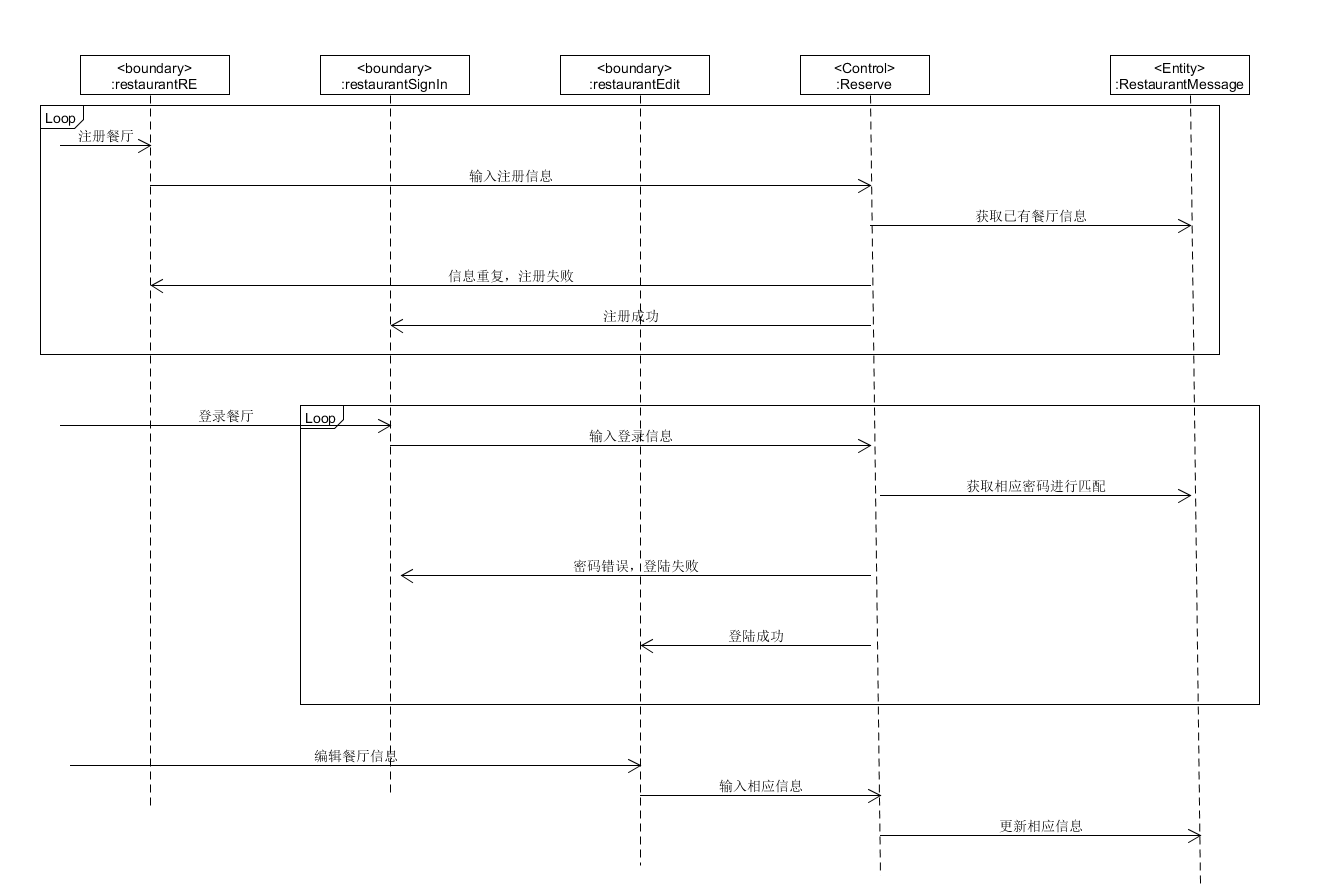 <boundary>
:restaurantRE
<boundary>
:restaurantSignIn
<boundary>
:restaurantEdit
<Control>
:Reserve
<Entity>
:RestaurantMessage
Loop
注册餐厅
输入注册信息
获取已有餐厅信息
信息重复，注册失败
注册成功
登录餐厅
Loop
输入登录信息
获取相应密码进行匹配
密码错误，登陆失败
登陆成功
编辑餐厅信息
输入相应信息
更新相应信息